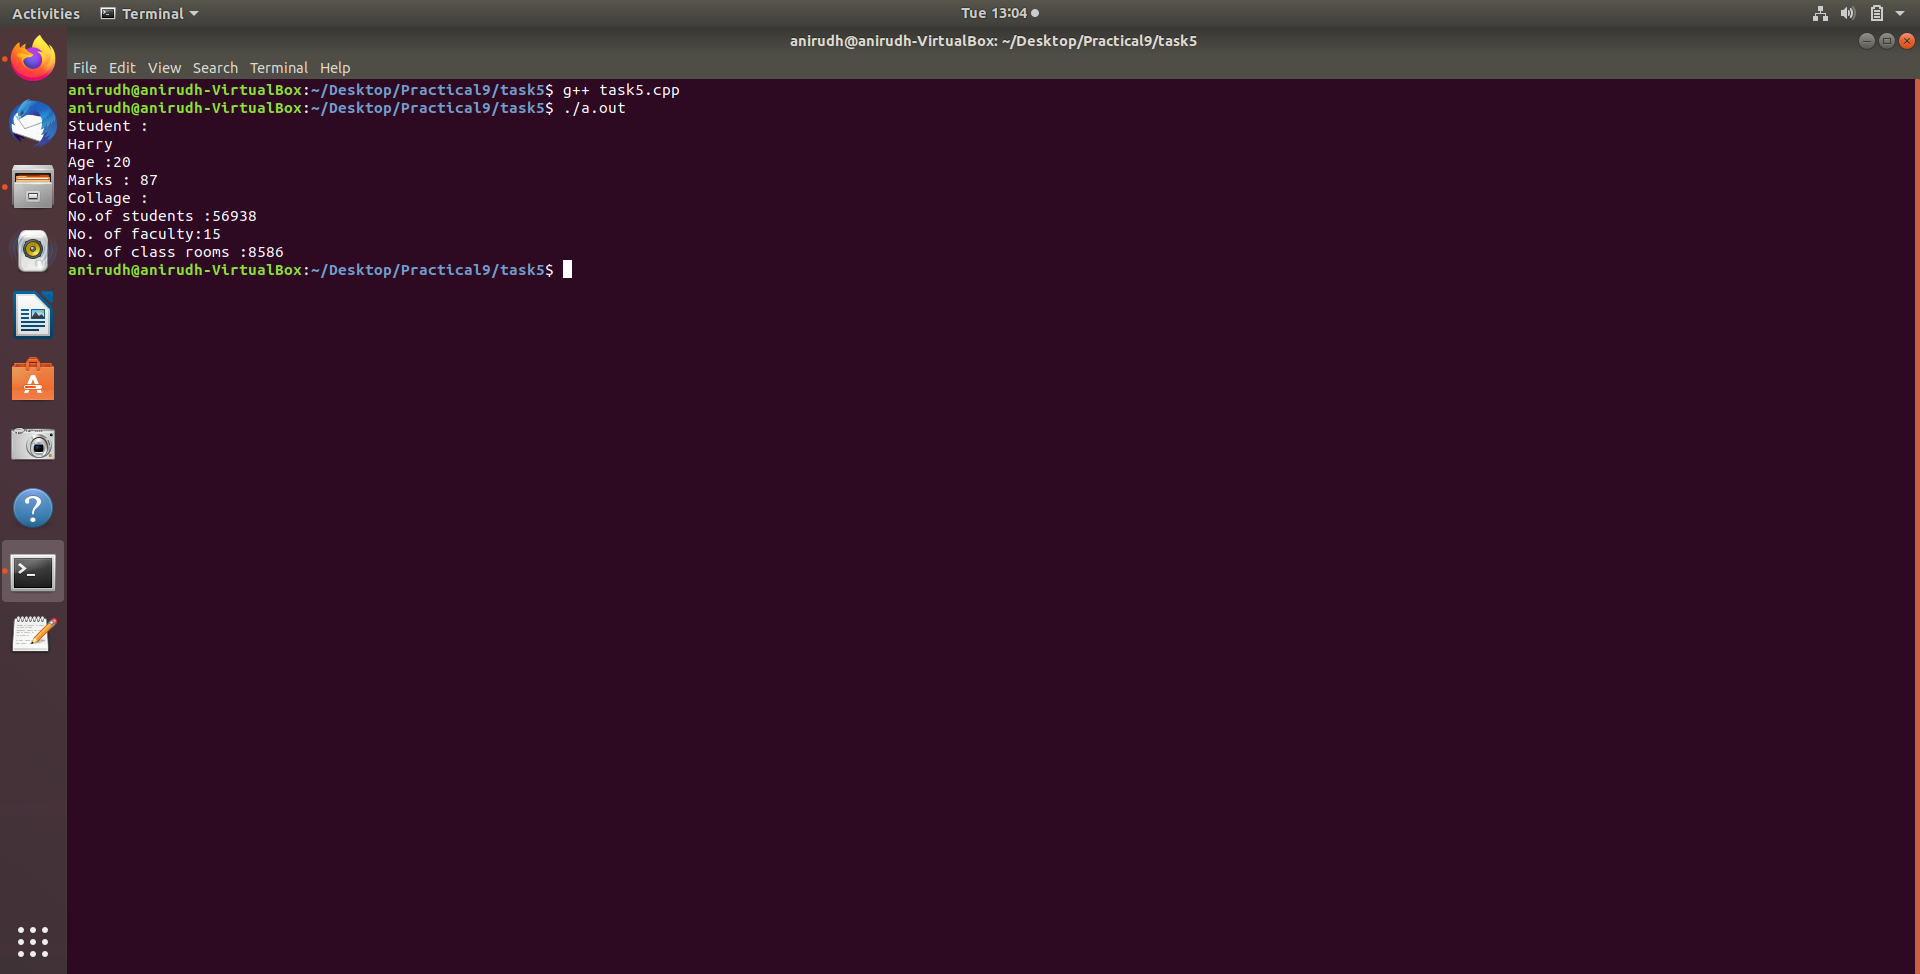 Activities Terminal Tue 13:04
anirudh@anirudh-VirtualBox: ~/Desktop/Practical9/task5
File Edit View Search Terminal Help
anirudh@anirudh-VirtualBox:~/Desktop/Practical9/task5$ g++ task5.cpp
anirudh@anirudh-VirtualBox:~/Desktop/Practical9/task5$ ./a.out
Student :
Harry
Age :20
Marks : 87
Collage :
No.of students :56938
No. of faculty:15
No. of class rooms :8586
anirudh@anirudh-VirtualBox:~/Desktop/Practical9/task5$